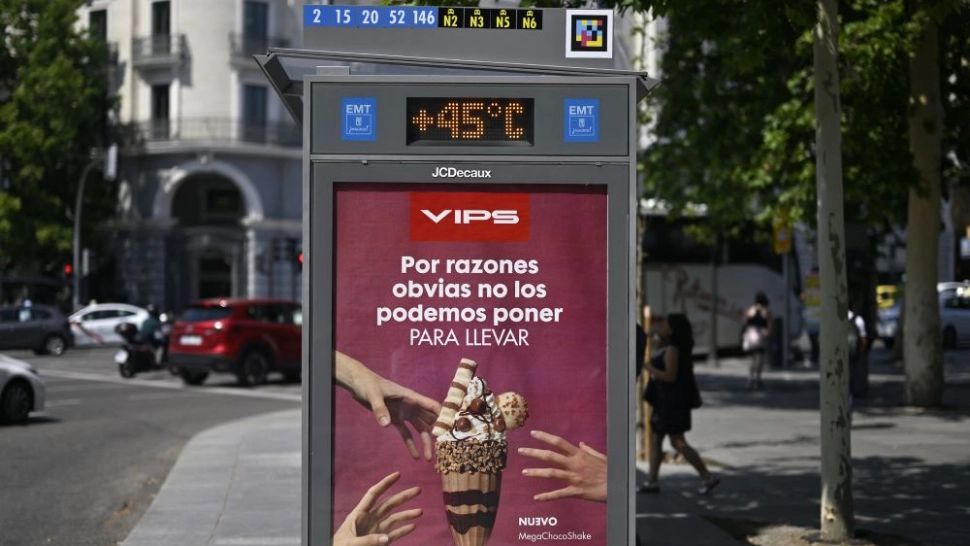 2 15 20 52 146 N2 N3 N5 N6
EMT +45°C EMT
JCDecaux
VIPS
Por razones
obvias no los
podemos poner
PARA LLEVAR
NUEVO
MegaChocoShake